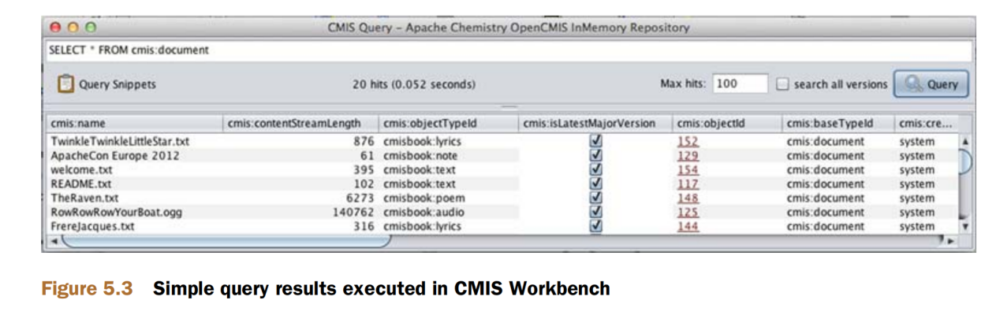 CMIS Query – Apache Chemistry OpenCMIS InMemory Repository
SELECT * FROM cmis:document
Query Snippets 20 hits (0.052 seconds) Max hits: 100 search all versions Query
cmis:name cmis:contentStreamLength cmis:objectTypeId cmis:isLatestMajorVersion cmis:objectId cmis:baseTypeId cmis:cre...
TwinkleTwinkleLittleStar.txt 876 cmisbook:lyrics 152 cmis:document system
ApacheCon Europe 2012 61 cmisbook:note 129 cmis:document system
welcome.txt 395 cmisbook:text 154 cmis:document system
README.txt 102 cmisbook:text 117 cmis:document system
TheRaven.txt 6273 cmisbook:poem 148 cmis:document system
RowRowRowYourBoat.ogg 140762 cmisbook:audio 125 cmis:document system
FrereJacques.txt 316 cmisbook:lyrics 144 cmis:document system
Figure 5.3 Simple query results executed in CMIS Workbench